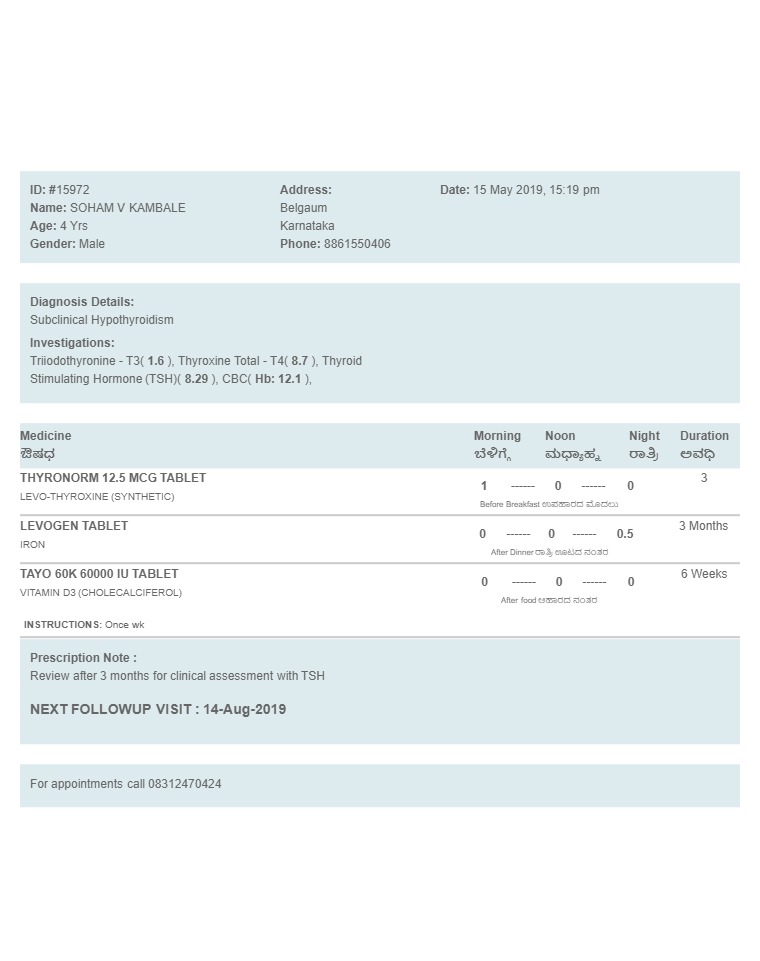 ID: #15972
Name: SOHAM V KAMBALE
Age: 4 Yrs
Gender: Male
Address:
Belgaum
Karnataka
Phone: 8861550406
Date: 15 May 2019, 15:19 pm
Diagnosis Details:
Subclinical Hypothyroidism
Investigations:
Triiodothyronine - T3( 1.6 ), Thyroxine Total - T4( 8.7 ), Thyroid
Stimulating Hormone (TSH)( 8.29 ), CBC( Hb: 12.1 ),
Medicine Morning Noon Night Duration
ಔಷಧ ಬೆಳಿಗ್ಗೆ ಮಧ್ಯಾಹ್ನ ರಾತ್ರಿ ಅವಧಿ
THYRONORM 12.5 MCG TABLET 1 ------ 0 ------ 0 3
LEVO-THYROXINE (SYNTHETIC) Before Breakfast ಉಪಹಾರದ ಮೊದಲು
LEVOGEN TABLET 0 ------ 0 ------ 0.5 3 Months
IRON After Dinner ರಾತ್ರಿ ಊಟದ ನಂತರ
TAYO 60K 60000 IU TABLET 0 ------ 0 ------ 0 6 Weeks
VITAMIN D3 (CHOLECALCIFEROL) After food ಆಹಾರದ ನಂತರ
INSTRUCTIONS: Once wk
Prescription Note :
Review after 3 months for clinical assessment with TSH
NEXT FOLLOWUP VISIT : 14-Aug-2019
For appointments call 08312470424